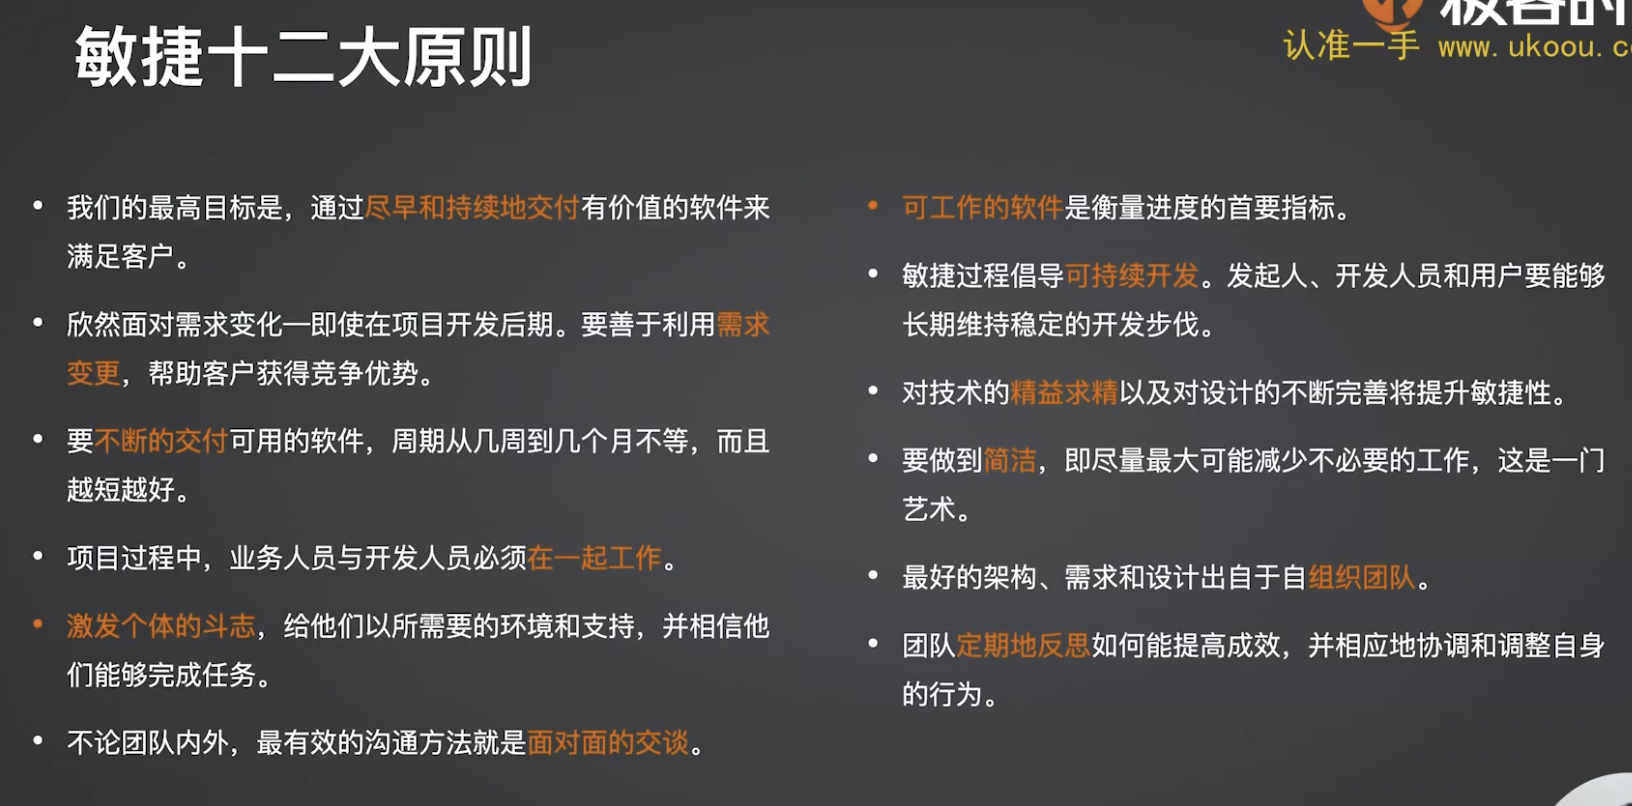 敏捷十二大原则
认准一手 www.ukoou.c
我们的最高目标是，通过尽早和持续地交付有价值的软件来
满足客户。
欣然面对需求变化—即使在项目开发后期。要善于利用需求
变更，帮助客户获得竞争优势。
要不断的交付可用的软件，周期从几周到几个月不等，而且
越短越好。
项目过程中，业务人员与开发人员必须在一起工作。
激发个体的斗志，给他们以所需要的环境和支持，并相信他
们能够完成任务。
不论团队内外，最有效的沟通方法就是面对面的交谈。
可工作的软件是衡量进度的首要指标。
敏捷过程倡导可持续开发。发起人、开发人员和用户要能够
长期维持稳定的开发步伐。
对技术的精益求精以及对设计的不断完善将提升敏捷性。
要做到简洁，即尽量最大可能减少不必要的工作，这是一门
艺术。
最好的架构、需求和设计出自于自组织团队。
团队定期地反思如何能提高成效，并相应地协调和调整自身
的行为。